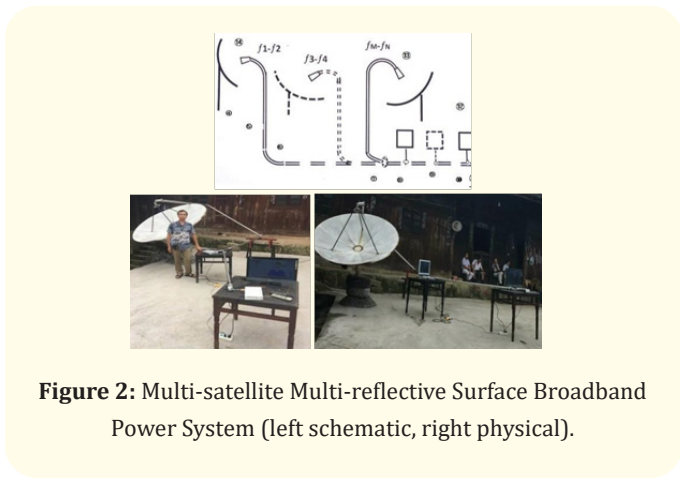 f1-f2
f3-f4
fM-fN
Figure 2: Multi-satellite Multi-reflective Surface Broadband
Power System (left schematic, right physical).